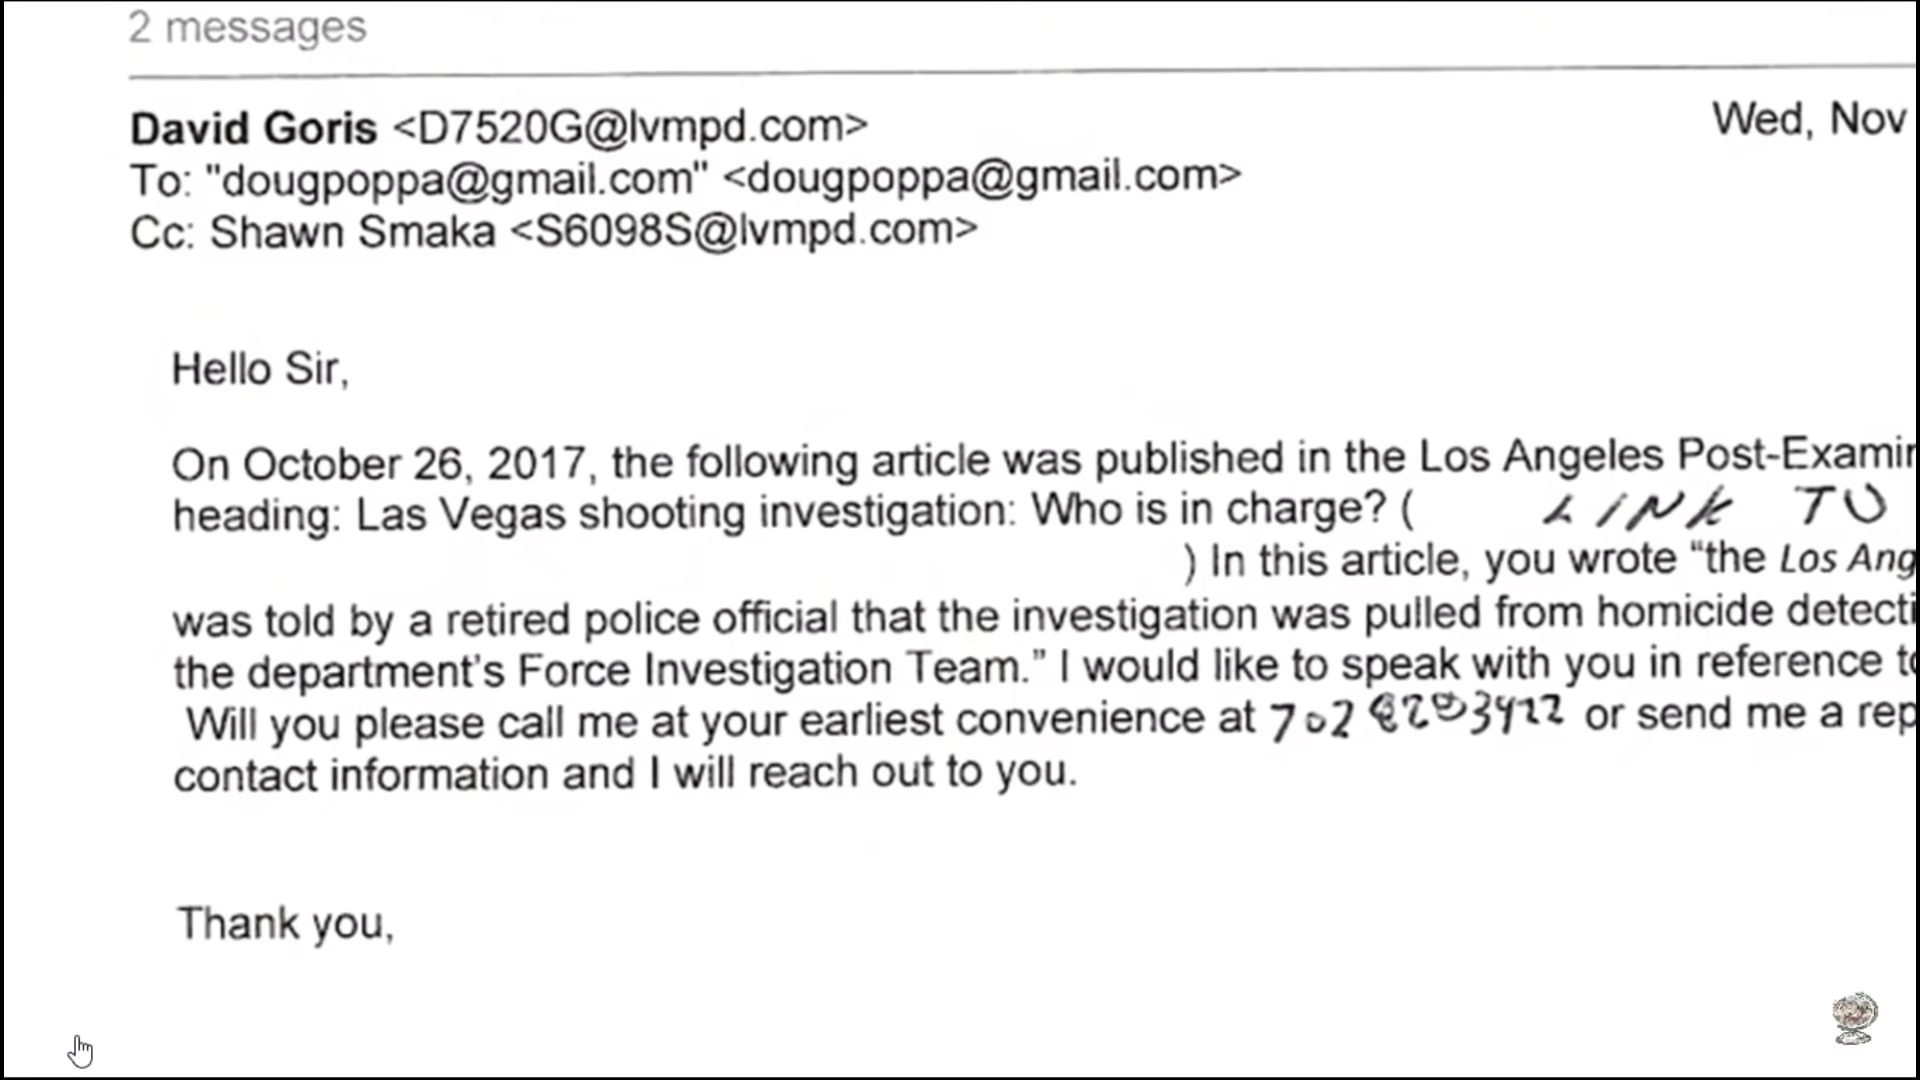 2 messages
David Goris <D7520G@lvmpd.com>
Wed, Nov
To: "dougpoppa@gmail.com" <dougpoppa@gmail.com>
Cc: Shawn Smaka <S6098S@lvmpd.com>
Hello Sir,
On October 26, 2017, the following article was published in the Los Angeles Post-Examin
heading: Las Vegas shooting investigation: Who is in charge? ( LINK TO
) In this article, you wrote “the Los Ang
was told by a retired police official that the investigation was pulled from homicide detecti
the department's Force Investigation Team.” I would like to speak with you in reference to
Will you please call me at your earliest convenience at or send me a rep
contact information and I will reach out to you.
Thank you,